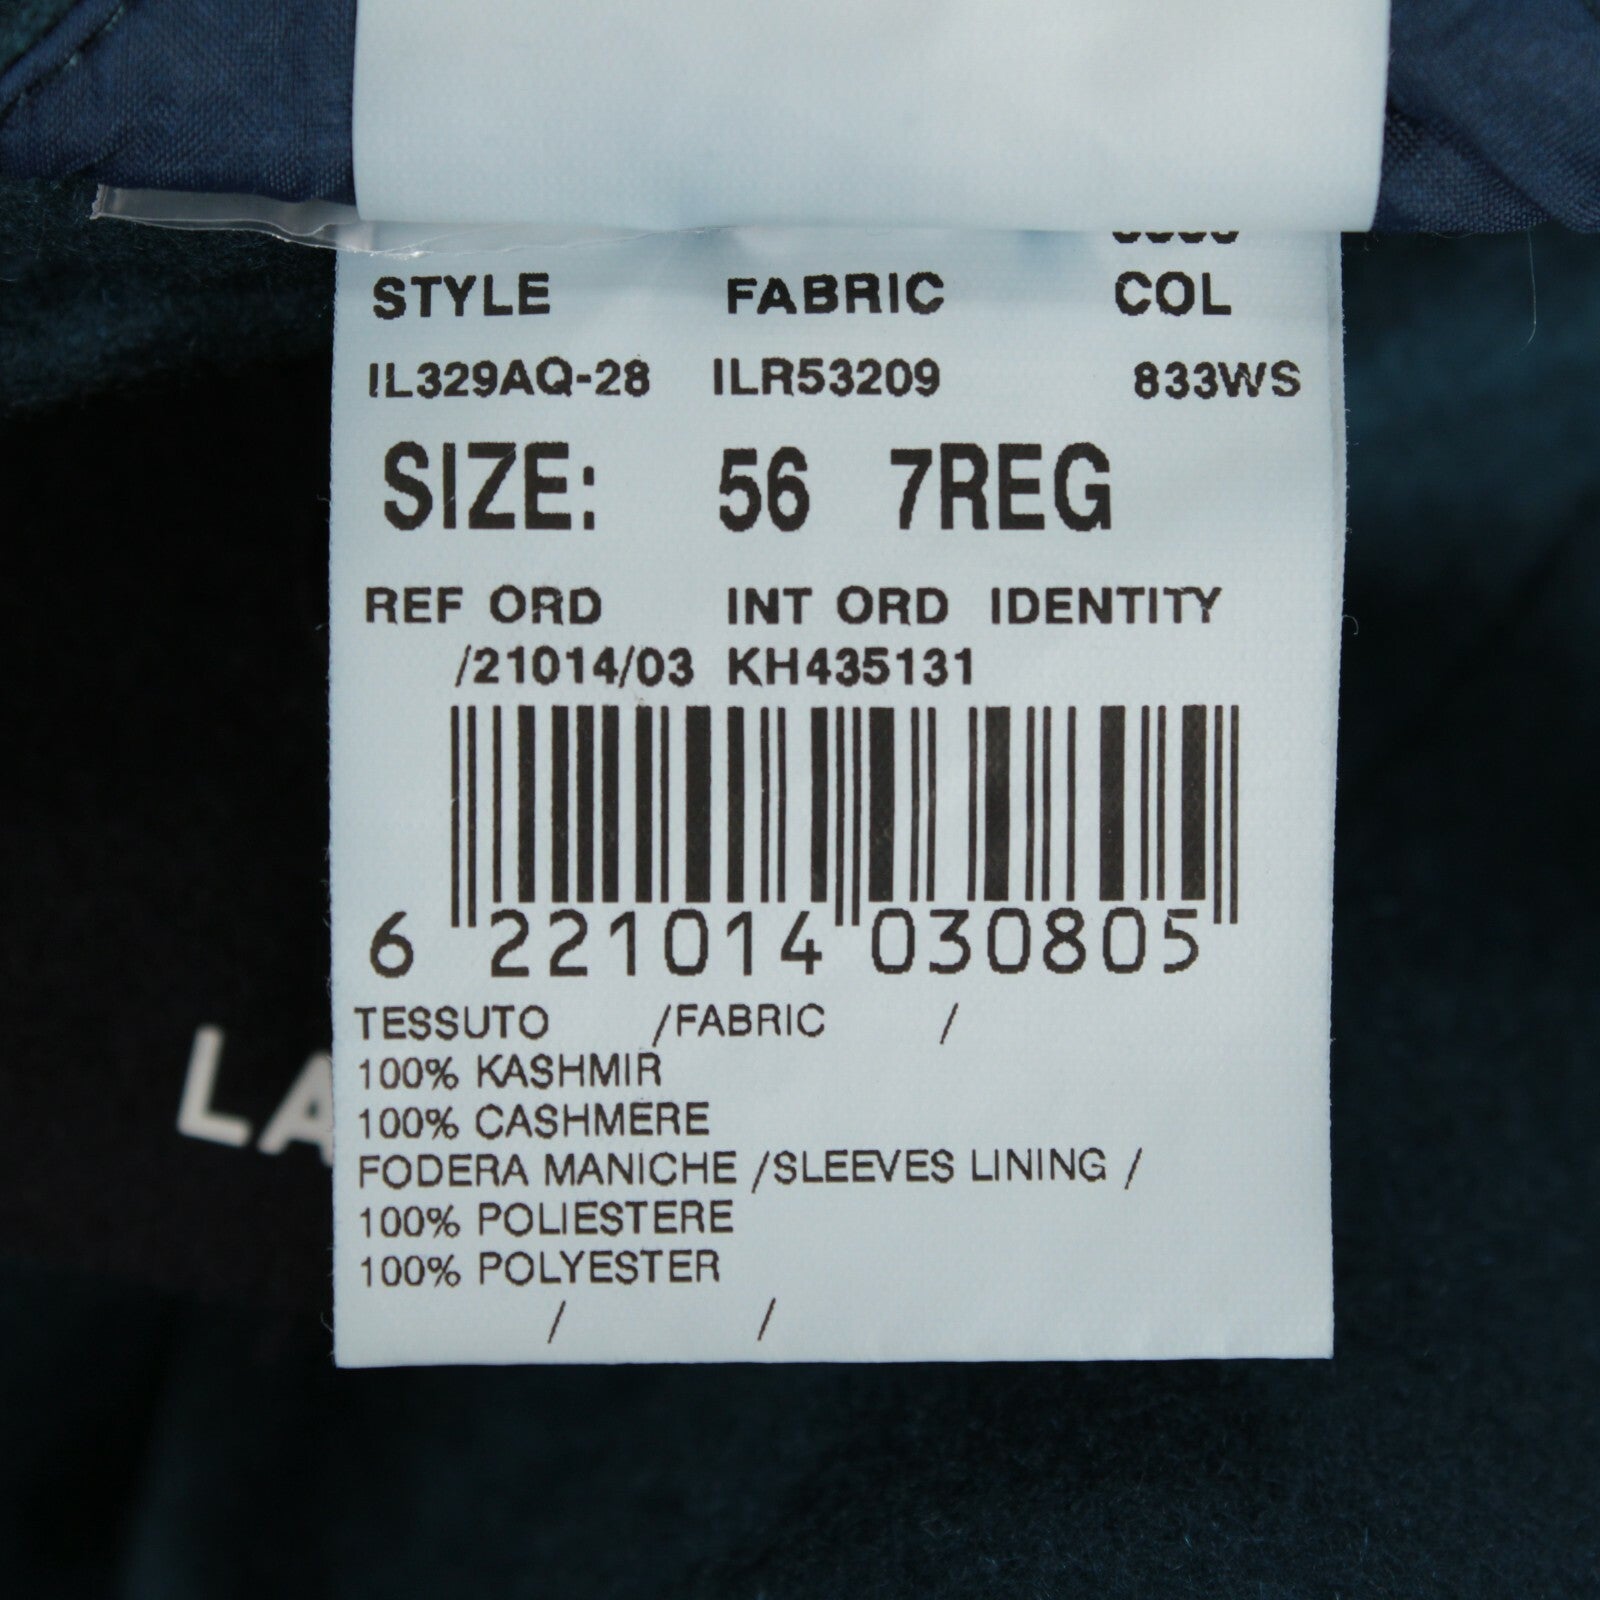 STYLE FABRIC COL
IL329AQ-28 ILR53209 833WS
SIZE: 56 7REG
REF ORD INT ORD IDENTITY
/21014/03 KH435131
6 221014 030805
TESSUTO /FABRIC /
100% KASHMIR
100% CASHMERE
FODERA MANICHE /SLEEVES LINING /
100% POLIESTERE
100% POLYESTER
/ /
LA